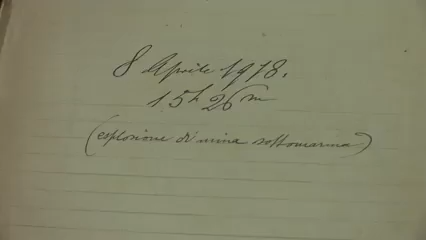 8 Aprile 1918.
15h 26m
(esplosione di mina sottomarina)